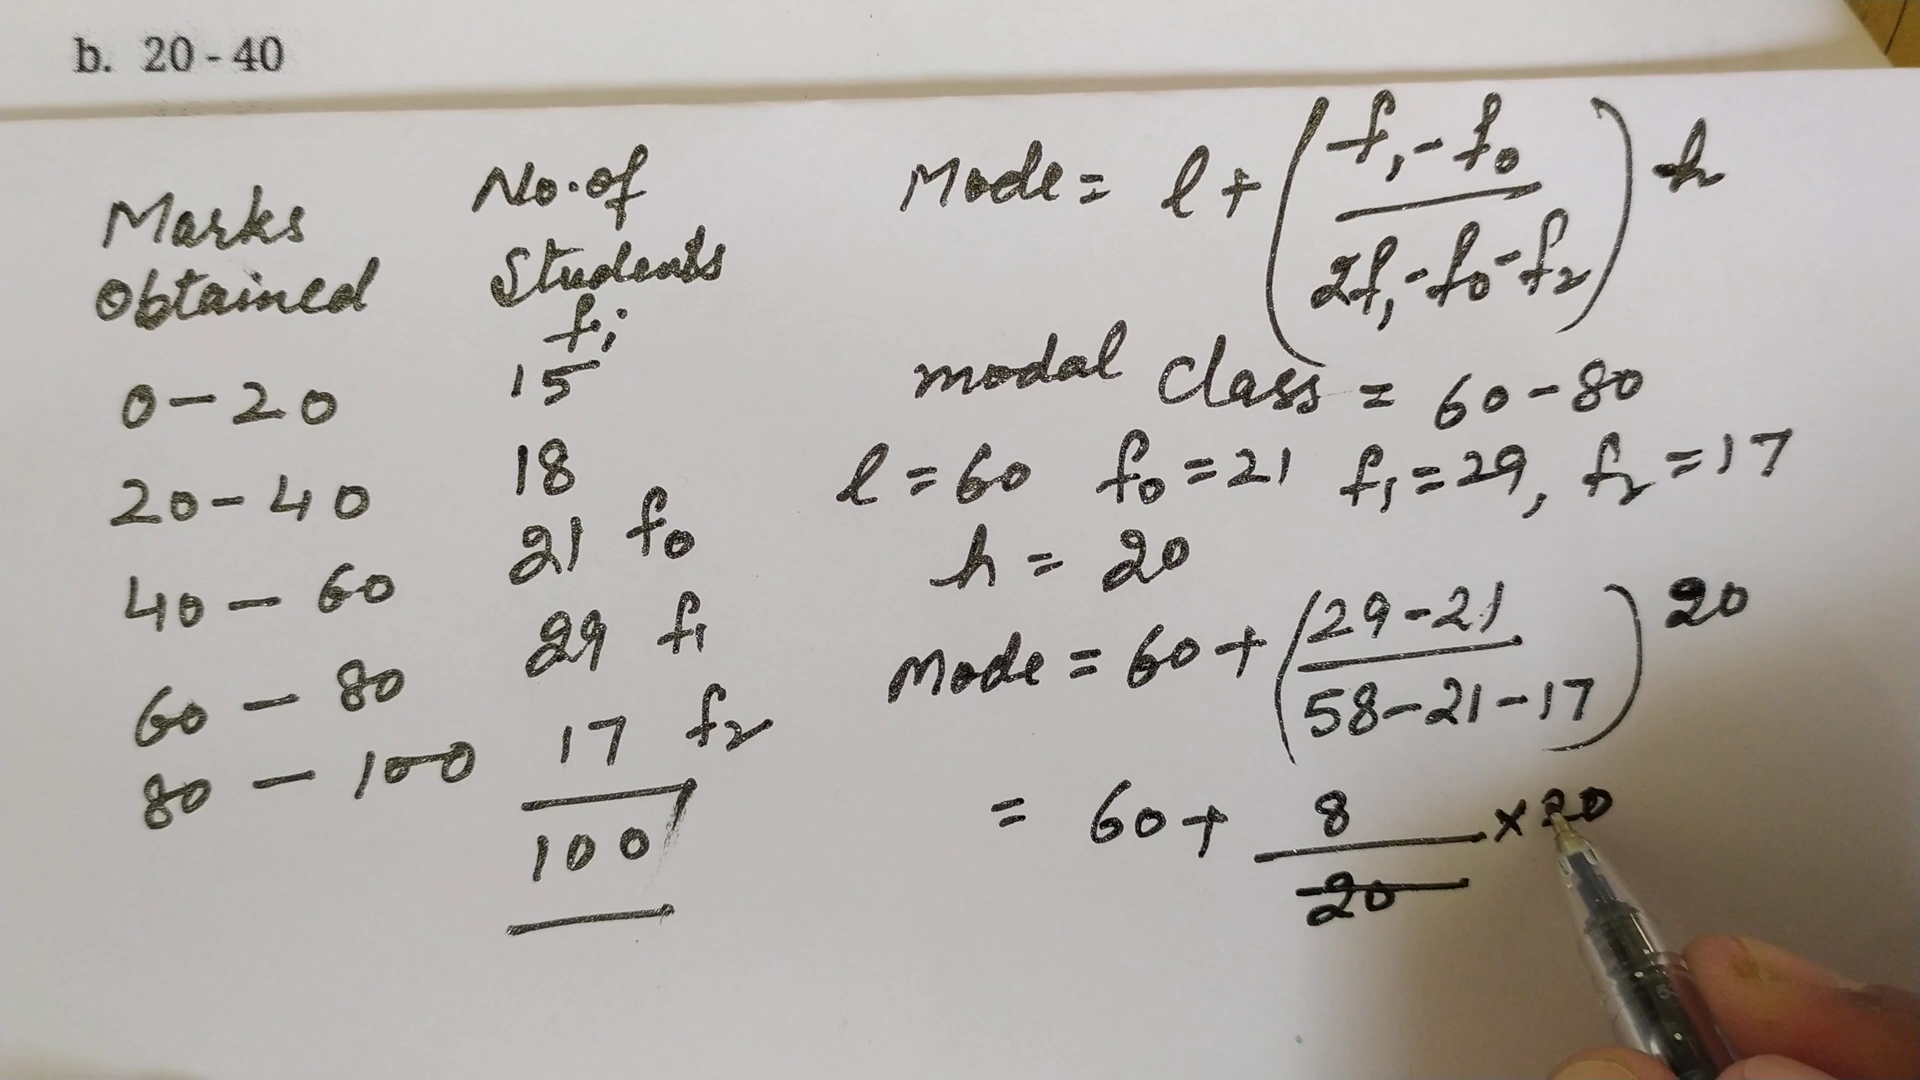 b. 20 - 40
Marks Obtained No. of Students fi
0 - 20 15
20 - 40 18
40 - 60 21 f0
60 - 80 29 f1
80 - 100 17 f2
100
Mode = l + (f1 - f0 / 2f1 - f0 - f2) h
modal class = 60 - 80
l = 60 f0 = 21 f1 = 29, f2 = 17
h = 20
Mode = 60 + (29 - 21 / 58 - 21 - 17) 20
= 60 + 8 / 20 × 20